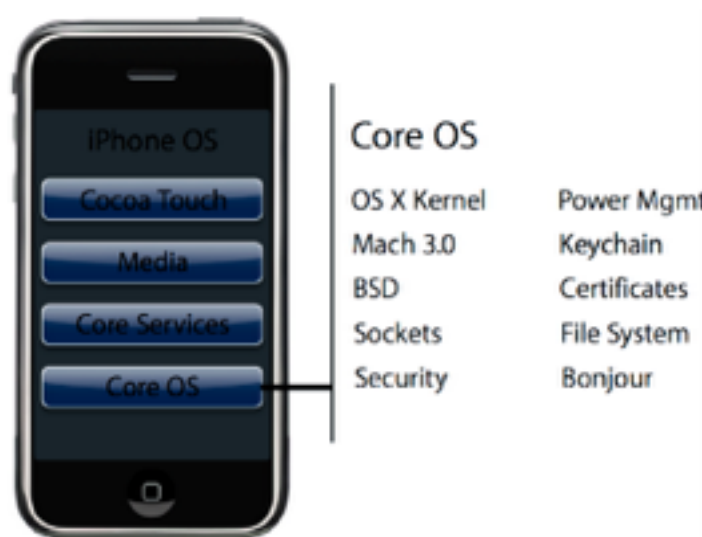 iPhone OS
Cocoa Touch
Media
Core Services
Core OS
Core OS
OS X Kernel
Mach 3.0
BSD
Sockets
Security
Power Mgmt
Keychain
Certificates
File System
Bonjour